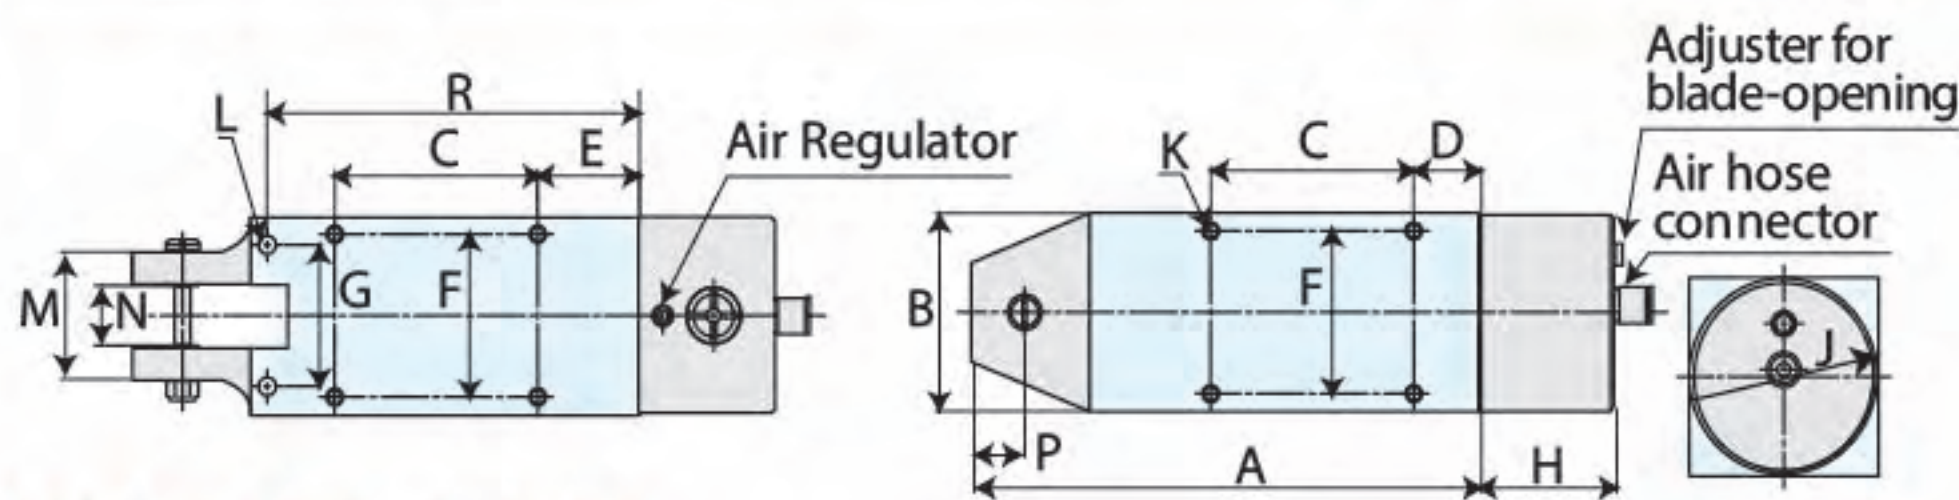 R
L
C
E
Air Regulator
M
N
G
F
Adjuster for
blade-opening
K
C
D
Air hose
connector
B
F
J
P
A
H